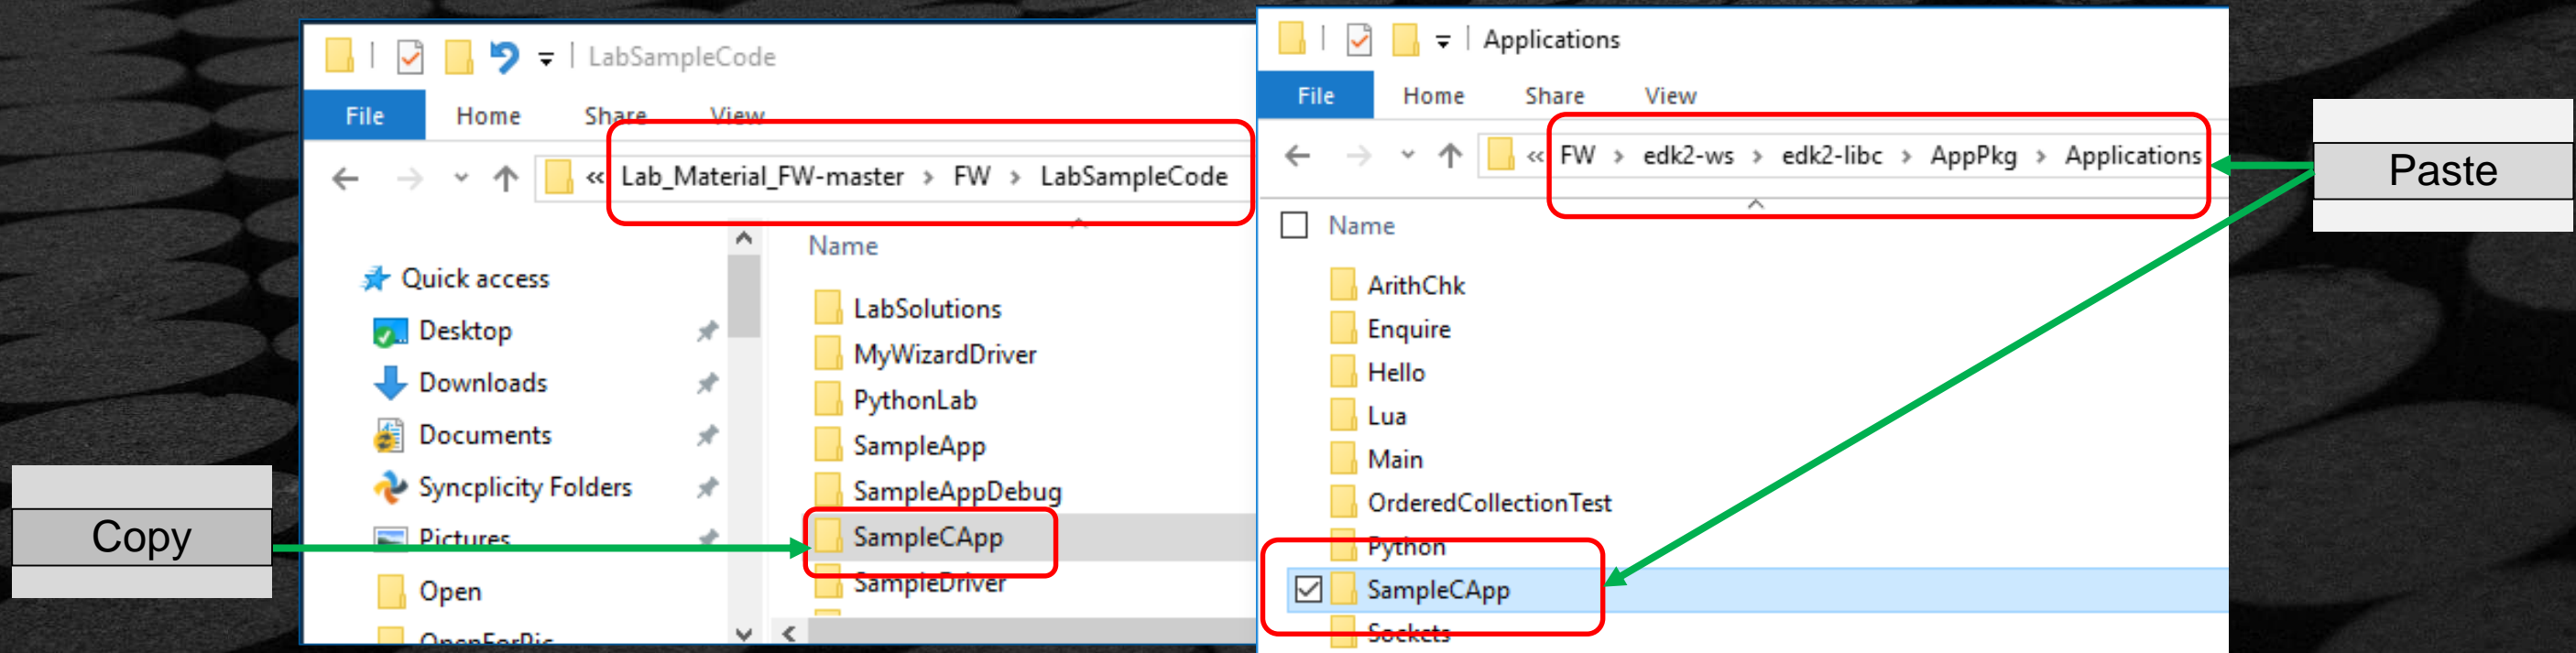 LabSampleCode
File Home Share View
« Lab_Material_FW-master > FW > LabSampleCode
Quick access
Desktop
Downloads
Documents
Syncplicity Folders
Pictures
Open
OpenForPic
Name
LabSolutions
MyWizardDriver
PythonLab
SampleApp
SampleAppDebug
SampleCApp
SampleDriver
Copy
Applications
File Home Share View
« FW > edk2-ws > edk2-libc > AppPkg > Applications
Name
ArithChk
Enquire
Hello
Lua
Main
OrderedCollectionTest
Python
SampleCApp
Sockets
Paste